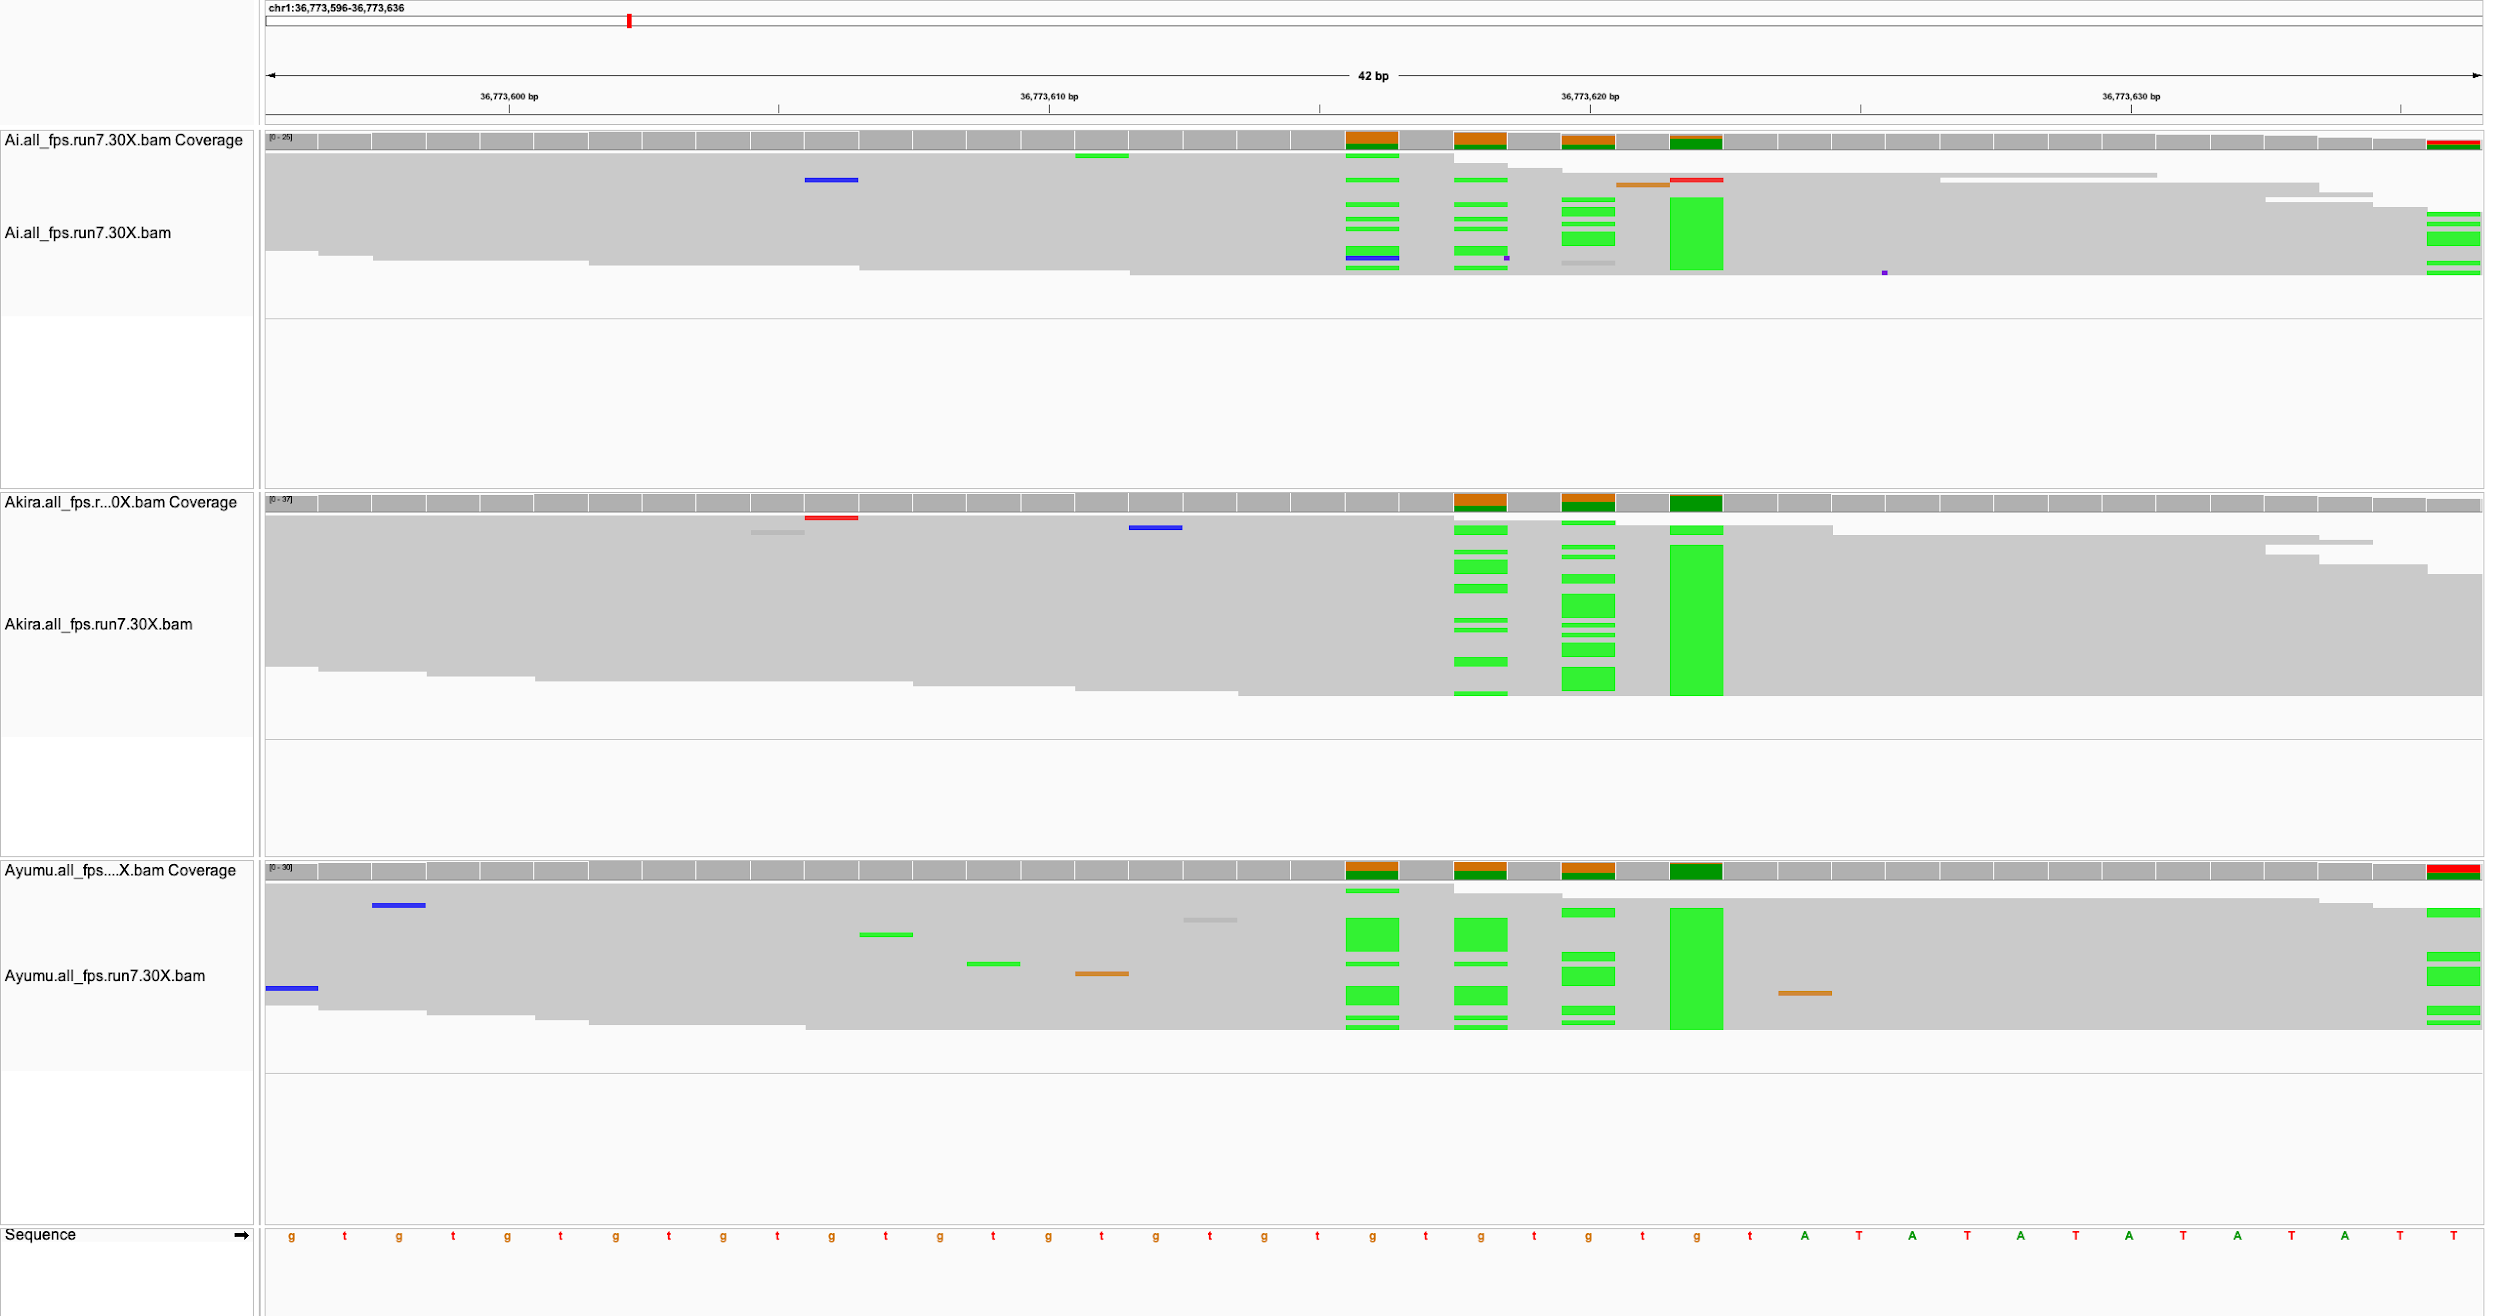 chr1:36,773,596-36,773,636
42 bp
36,773,600 bp 36,773,610 bp 36,773,620 bp 36,773,630 bp
Ai.all_fps.run7.30X.bam Coverage [0 - 25]
Ai.all_fps.run7.30X.bam
Akira.all_fps.r...0X.bam Coverage [0 - 37]
Akira.all_fps.run7.30X.bam
Ayumu.all_fps....X.bam Coverage [0 - 30]
Ayumu.all_fps.run7.30X.bam
Sequence g t g t g t g t g t g t g t g t g t g t g t g t g t g t A T A T A T A T A T A T T